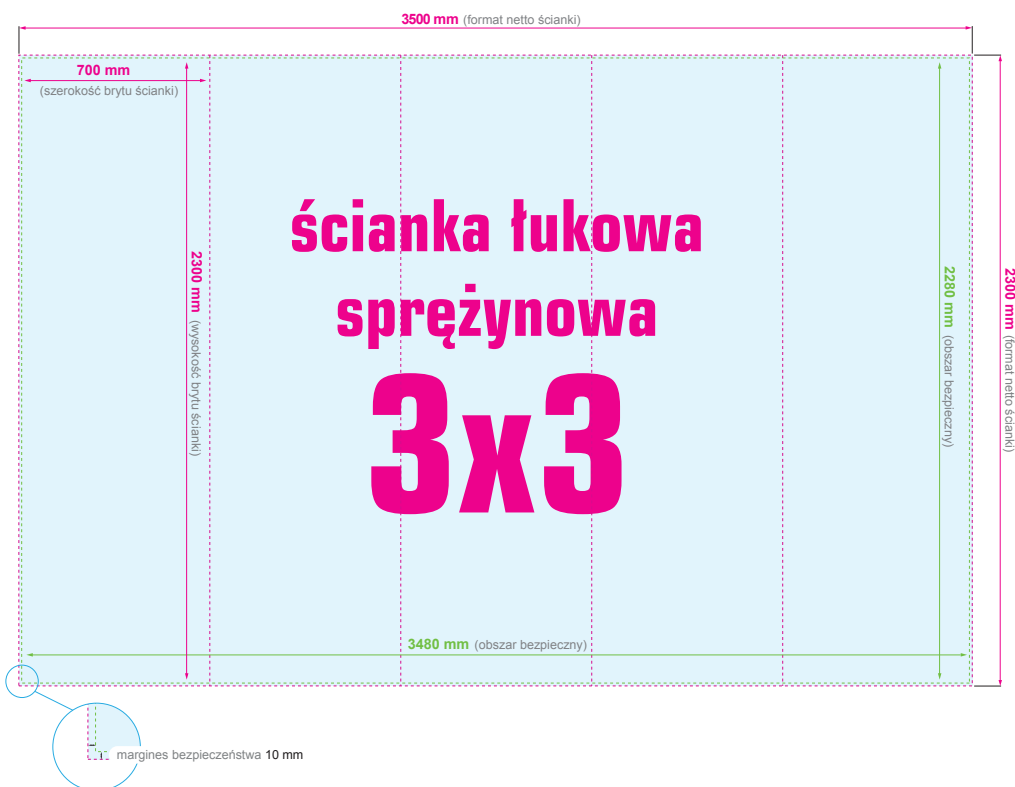 3500 mm (format netto ścianki)
700 mm
(szerokość brytu ścianki)
ścianka łukowa
sprężynowa
3x3
2300 mm (wysokość brytu ścianki)
2280 mm (obszar bezpieczny)
2300 mm (format netto ścianki)
3480 mm (obszar bezpieczny)
margines bezpieczeństwa 10 mm